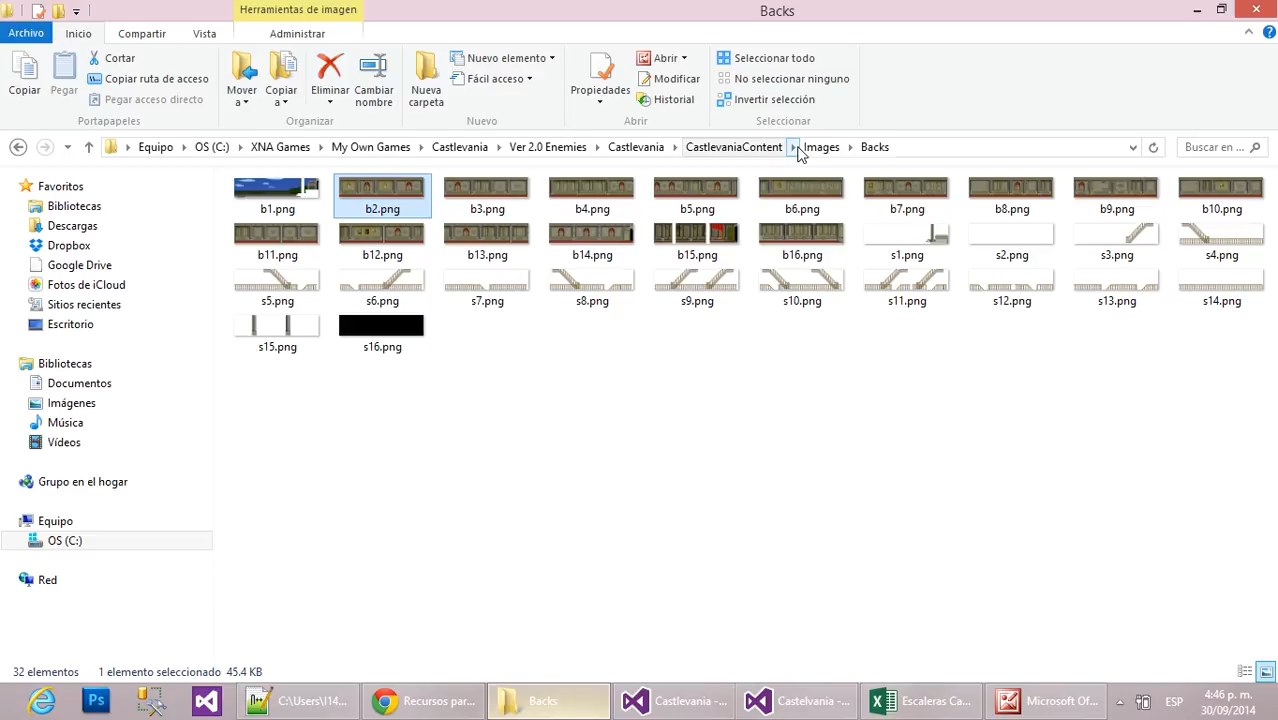 Herramientas de imagen
Backs
Archivo Inicio Compartir Vista Administrar
Copiar
Pegar
Cortar
Copiar ruta de acceso
Pegar acceso directo
Portapapeles
Mover a
Copiar a
Eliminar
Cambiar nombre
Organizar
Nueva carpeta
Nuevo elemento
Fácil acceso
Nuevo
Propiedades
Abrir
Modificar
Historial
Abrir
Seleccionar todo
No seleccionar ninguno
Invertir selección
Seleccionar
Equipo OS (C:) XNA Games My Own Games Castlevania Ver 2.0 Enemies Castlevania CastlevaniaContent Images Backs
Buscar en ...
Favoritos
Bibliotecas
Descargas
Dropbox
Google Drive
Fotos de iCloud
Sitios recientes
Escritorio
Bibliotecas
Documentos
Imágenes
Música
Vídeos
Grupo en el hogar
Equipo
OS (C:)
Red
b1.png b2.png b3.png b4.png b5.png b6.png b7.png b8.png b9.png b10.png
b11.png b12.png b13.png b14.png b15.png b16.png s1.png s2.png s3.png s4.png
s5.png s6.png s7.png s8.png s9.png s10.png s11.png s12.png s13.png s14.png
s15.png s16.png
32 elementos 1 elemento seleccionado 45.4 KB
Ps
C:\Users\I14...
Recursos par...
Backs
Castlevania -...
Castelvania -...
Escaleras Ca...
Microsoft Of...
ESP
4:46 p. m.
30/09/2014